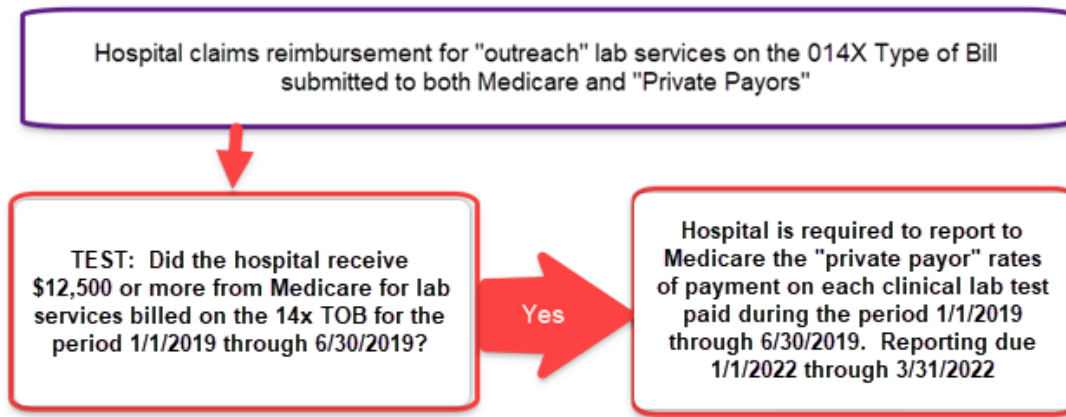 Hospital claims reimbursement for "outreach" lab services on the 014X Type of Bill
submitted to both Medicare and "Private Payors"
TEST: Did the hospital receive
$12,500 or more from Medicare for lab
services billed on the 14x TOB for the
period 1/1/2019 through 6/30/2019?
Yes
Hospital is required to report to
Medicare the "private payor" rates
of payment on each clinical lab test
paid during the period 1/1/2019
through 6/30/2019. Reporting due
1/1/2022 through 3/31/2022